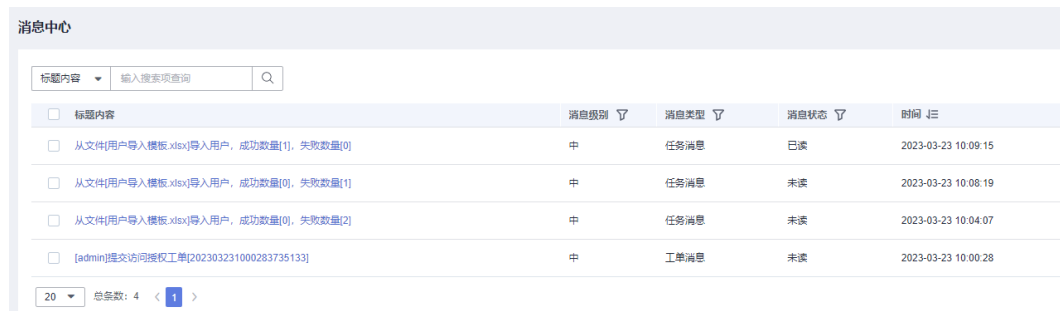 消息中心
标题内容 输入搜索项查询
标题内容 消息级别 消息类型 消息状态 时间
从文件[用户导入模板.xlsx]导入用户，成功数量[1]，失败数量[0] 中 任务消息 已读 2023-03-23 10:09:15
从文件[用户导入模板.xlsx]导入用户，成功数量[0]，失败数量[1] 中 任务消息 未读 2023-03-23 10:08:19
从文件[用户导入模板.xlsx]导入用户，成功数量[0]，失败数量[2] 中 任务消息 未读 2023-03-23 10:04:07
[admin]提交访问授权工单[202303231000283735133] 中 工单消息 未读 2023-03-23 10:00:28
20 总条数：4 < 1 >